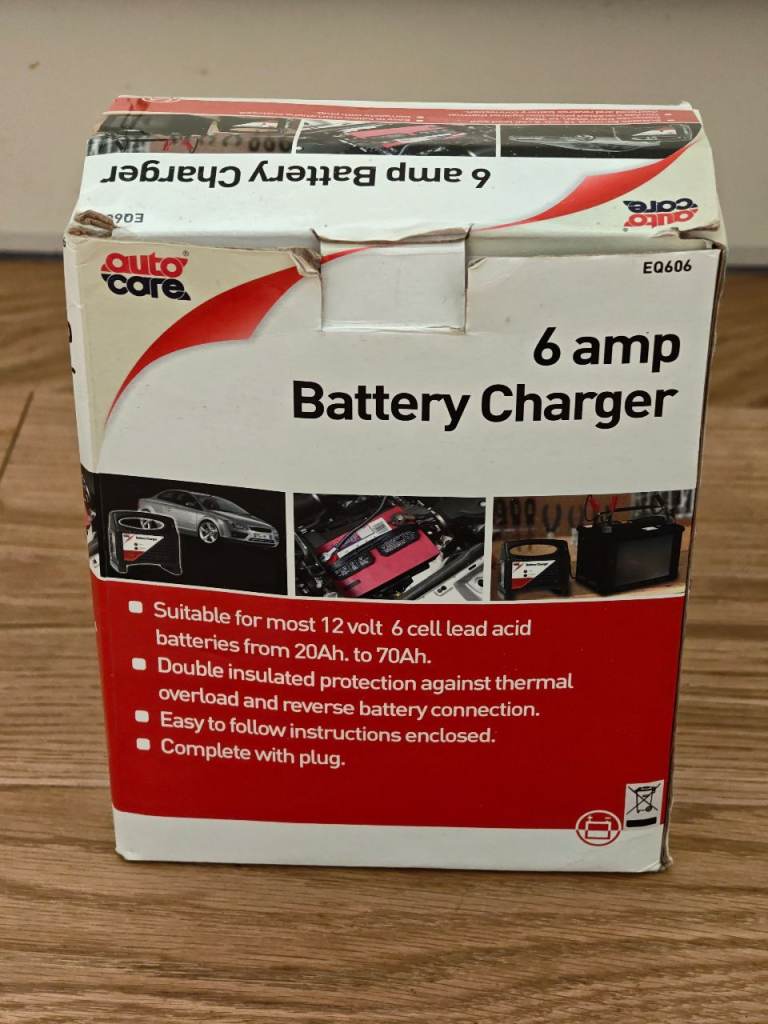 6 amp Battery Charger
EQ60
auto
care
auto
care
EQ606
6 amp
Battery Charger
Suitable for most 12 volt 6 cell lead acid
batteries from 20Ah. to 70Ah.
Double insulated protection against thermal
overload and reverse battery connection.
Easy to follow instructions enclosed.
Complete with plug.